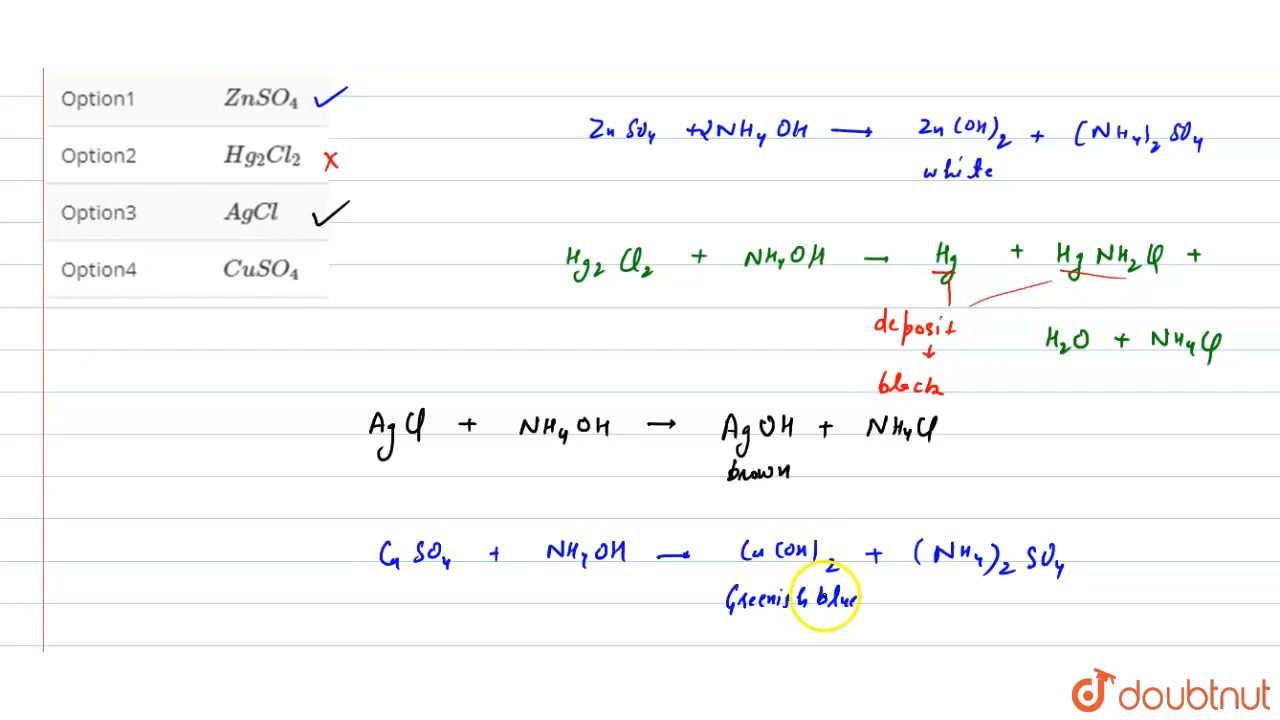 Option1 ZnSO₄ ✓
Option2 Hg₂Cl₂ ×
Option3 AgCl ✓
Option4 CuSO₄
ZnSO₄ + 2NH₄OH → Zn(OH)₂ + (NH₄)₂SO₄
white
Hg₂Cl₂ + NH₄OH → Hg + HgNH₂Cl +
deposit
H₂O + NH₄Cl
↓
black
AgCl + NH₄OH → AgOH + NH₄Cl
brown
CuSO₄ + NH₄OH → Cu(OH)₂ + (NH₄)₂SO₄
Greenish blue
doubtnut